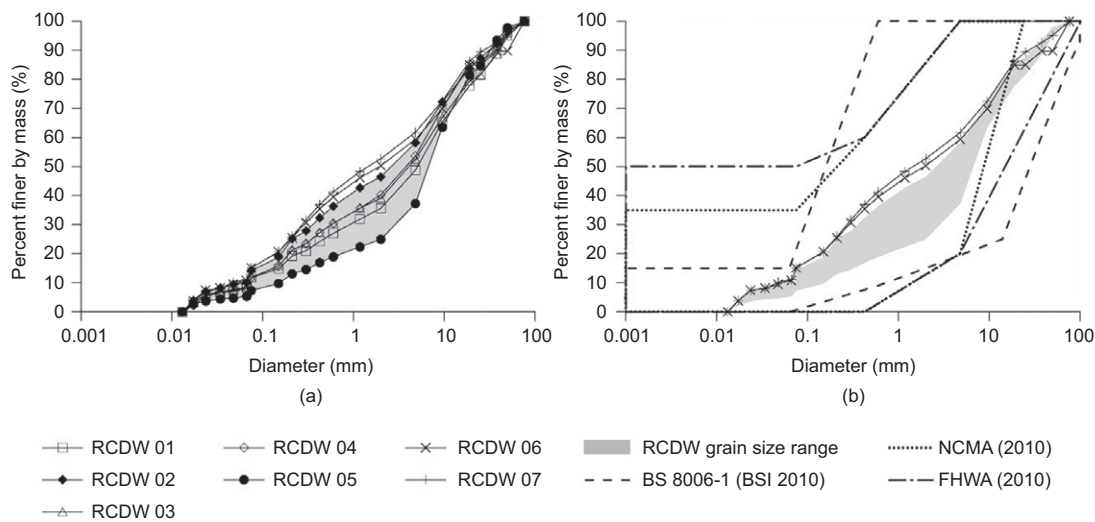 100
90
80
70
60
50
40
30
20
10
0
Percent finer by mass (%)
0.001 0.01 0.1 1 10 100
Diameter (mm)
(a)
100
90
80
70
60
50
40
30
20
10
0
Percent finer by mass (%)
0.001 0.01 0.1 1 10 100
Diameter (mm)
(b)
RCDW 01 RCDW 04 RCDW 06 RCDW grain size range NCMA (2010)
RCDW 02 RCDW 05 RCDW 07 BS 8006-1 (BSI 2010) FHWA (2010)
RCDW 03